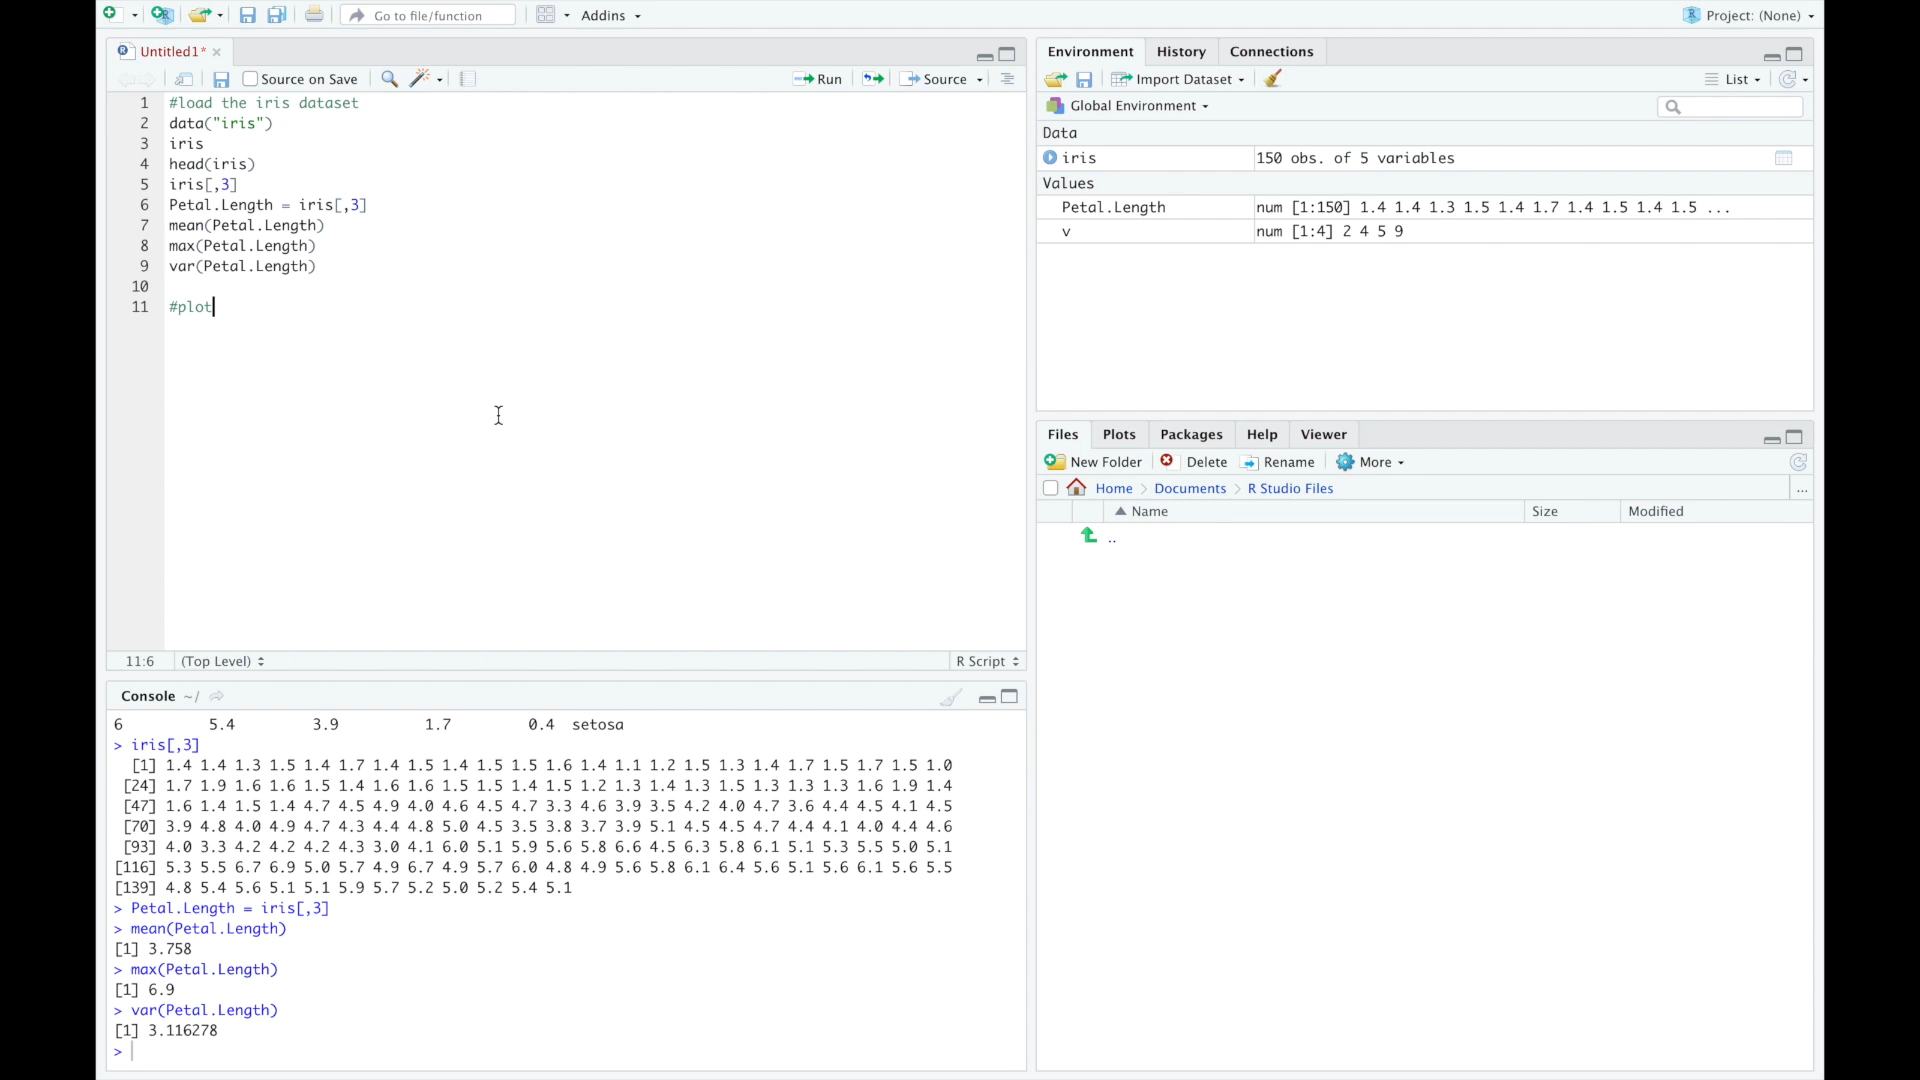 Go to file/function
Addins
Project: (None)
Untitled1*
Source on Save
Run
Source
1 #load the iris dataset
2 data("iris")
3 iris
4 head(iris)
5 iris[,3]
6 Petal.Length = iris[,3]
7 mean(Petal.Length)
8 max(Petal.Length)
9 var(Petal.Length)
10
11 #plot
11:6 (Top Level) R Script
Console ~/
6 5.4 3.9 1.7 0.4 setosa
> iris[,3]
[1] 1.4 1.4 1.3 1.5 1.4 1.7 1.4 1.5 1.4 1.5 1.5 1.6 1.4 1.1 1.2 1.5 1.3 1.4 1.7 1.5 1.7 1.5 1.0
[24] 1.7 1.9 1.6 1.6 1.5 1.4 1.6 1.6 1.5 1.5 1.4 1.5 1.2 1.3 1.4 1.3 1.5 1.3 1.3 1.3 1.6 1.9 1.4
[47] 1.6 1.4 1.5 1.4 4.7 4.5 4.9 4.0 4.6 4.5 4.7 3.3 4.6 3.9 3.5 4.2 4.0 4.7 3.6 4.4 4.5 4.1 4.5
[70] 3.9 4.8 4.0 4.9 4.7 4.3 4.4 4.8 5.0 4.5 3.5 3.8 3.7 3.9 5.1 4.5 4.5 4.7 4.4 4.1 4.0 4.4 4.6
[93] 4.0 3.3 4.2 4.2 4.2 4.3 3.0 4.1 6.0 5.1 5.9 5.6 5.8 6.6 4.5 6.3 5.8 6.1 5.1 5.3 5.5 5.0 5.1
[116] 5.3 5.5 6.7 6.9 5.0 5.7 4.9 6.7 4.9 5.7 6.0 4.8 4.9 5.6 5.8 6.1 6.4 5.6 5.1 5.6 6.1 5.6 5.5
[139] 4.8 5.4 5.6 5.1 5.1 5.9 5.7 5.2 5.0 5.2 5.4 5.1
> Petal.Length = iris[,3]
> mean(Petal.Length)
[1] 3.758
> max(Petal.Length)
[1] 6.9
> var(Petal.Length)
[1] 3.116278
>
Environment History Connections
Import Dataset
List
Global Environment
Data
iris 150 obs. of 5 variables
Values
Petal.Length num [1:150] 1.4 1.4 1.3 1.5 1.4 1.7 1.4 1.5 1.4 1.5 ...
v num [1:4] 2 4 5 9
Files Plots Packages Help Viewer
New Folder Delete Rename More
Home > Documents > R Studio Files ...
Name Size Modified
..